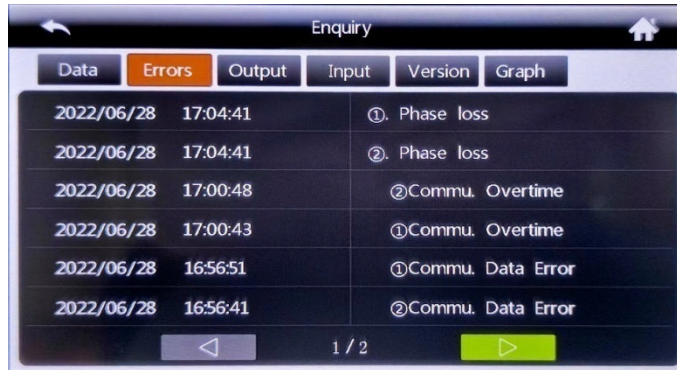 Enquiry
Data Errors Output Input Version Graph
2022/06/28 17:04:41 ①. Phase loss
2022/06/28 17:04:41 ②. Phase loss
2022/06/28 17:00:48 ②Commu. Overtime
2022/06/28 17:00:43 ①Commu. Overtime
2022/06/28 16:56:51 ①Commu. Data Error
2022/06/28 16:56:41 ②Commu. Data Error
1/2